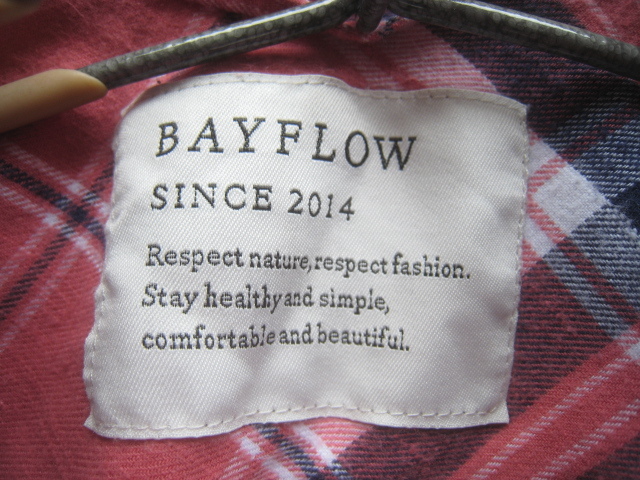 BAYFLOW
SINCE 2014
Respect nature, respect fashion.
Stay healthy and simple,
comfortable and beautiful.